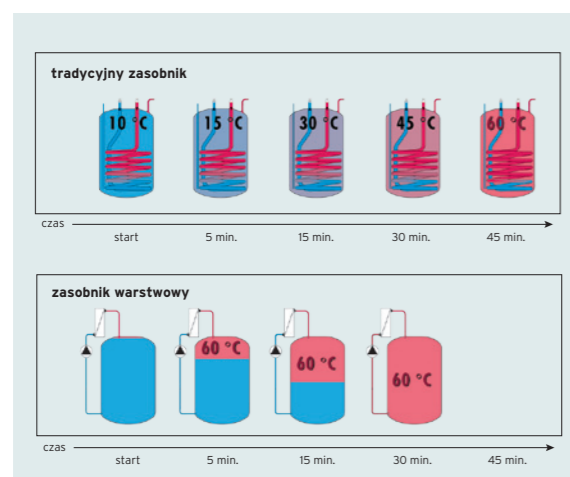 tradycyjny zasobnik
10 °C 15 °C 30 °C 45 °C 60 °C
czas
start 5 min. 15 min. 30 min. 45 min.
zasobnik warstwowy
60 °C 60 °C 60 °C
czas
start 5 min. 15 min. 30 min. 45 min.